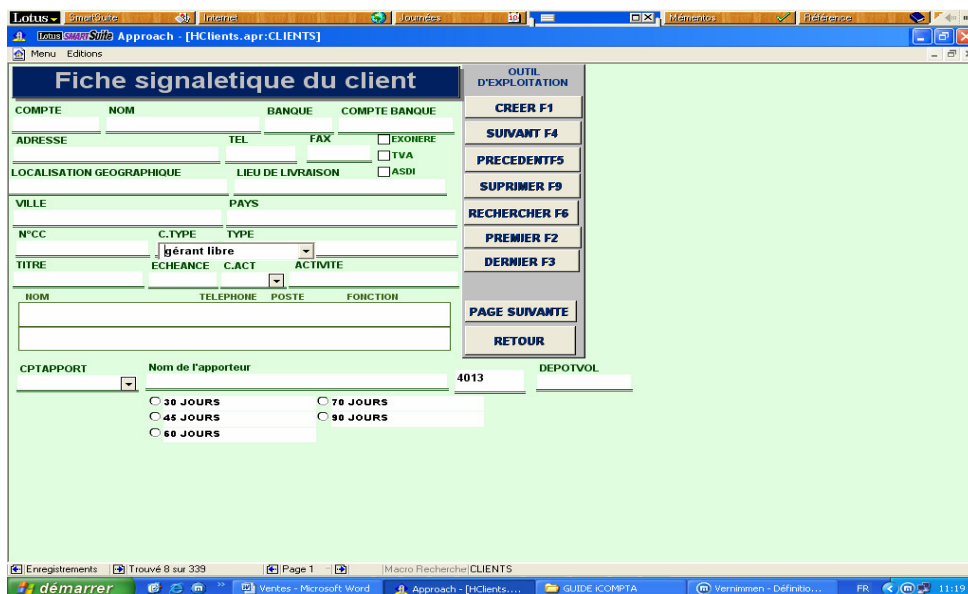 Lotus SmartSuite Internet Journées 10 Mémentos Référence
Lotus SMARTSuite Approach - [HClients.apr:CLIENTS]
Menu Editions
Fiche signaletique du client
OUTIL
D'EXPLOITATION
COMPTE NOM BANQUE COMPTE BANQUE
CREER F1
ADRESSE TEL FAX EXONERE
SUIVANT F4
TVA
PRECEDENTF5
LOCALISATION GEOGRAPHIQUE LIEU DE LIVRAISON ASDI
SUPRIMER F9
VILLE PAYS
RECHERCHER F6
N°CC C.TYPE TYPE
PREMIER F2
gérant libre
DERNIER F3
TITRE ECHEANCE C.ACT ACTIVITE
NOM TELEPHONE POSTE FONCTION
PAGE SUIVANTE
RETOUR
CPTAPPORT Nom de l'apporteur 4013 DEPOTVOL
30 JOURS 70 JOURS
45 JOURS 90 JOURS
60 JOURS
Enregistrements Trouvé 8 sur 339 Page 1 Macro Recherche CLIENTS
démarrer Ventes - Microsoft Word Approach - [HClients.... GUIDE iCOMPTA Vernimmen - Définitio... FR 11:19